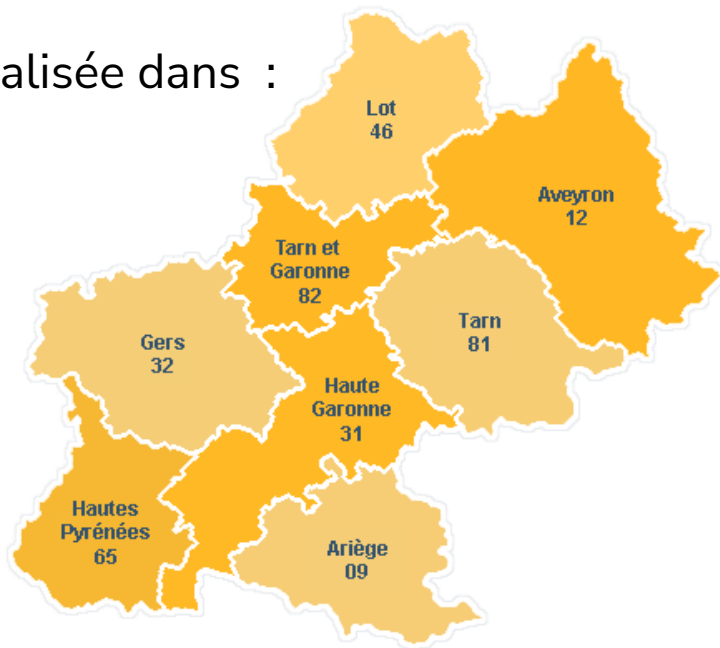 alisée dans :
Lot
46
Aveyron
12
Tarn et
Garonne
82
Tarn
81
Gers
32
Haute
Garonne
31
Hautes
Pyrénées
65
Ariège
09